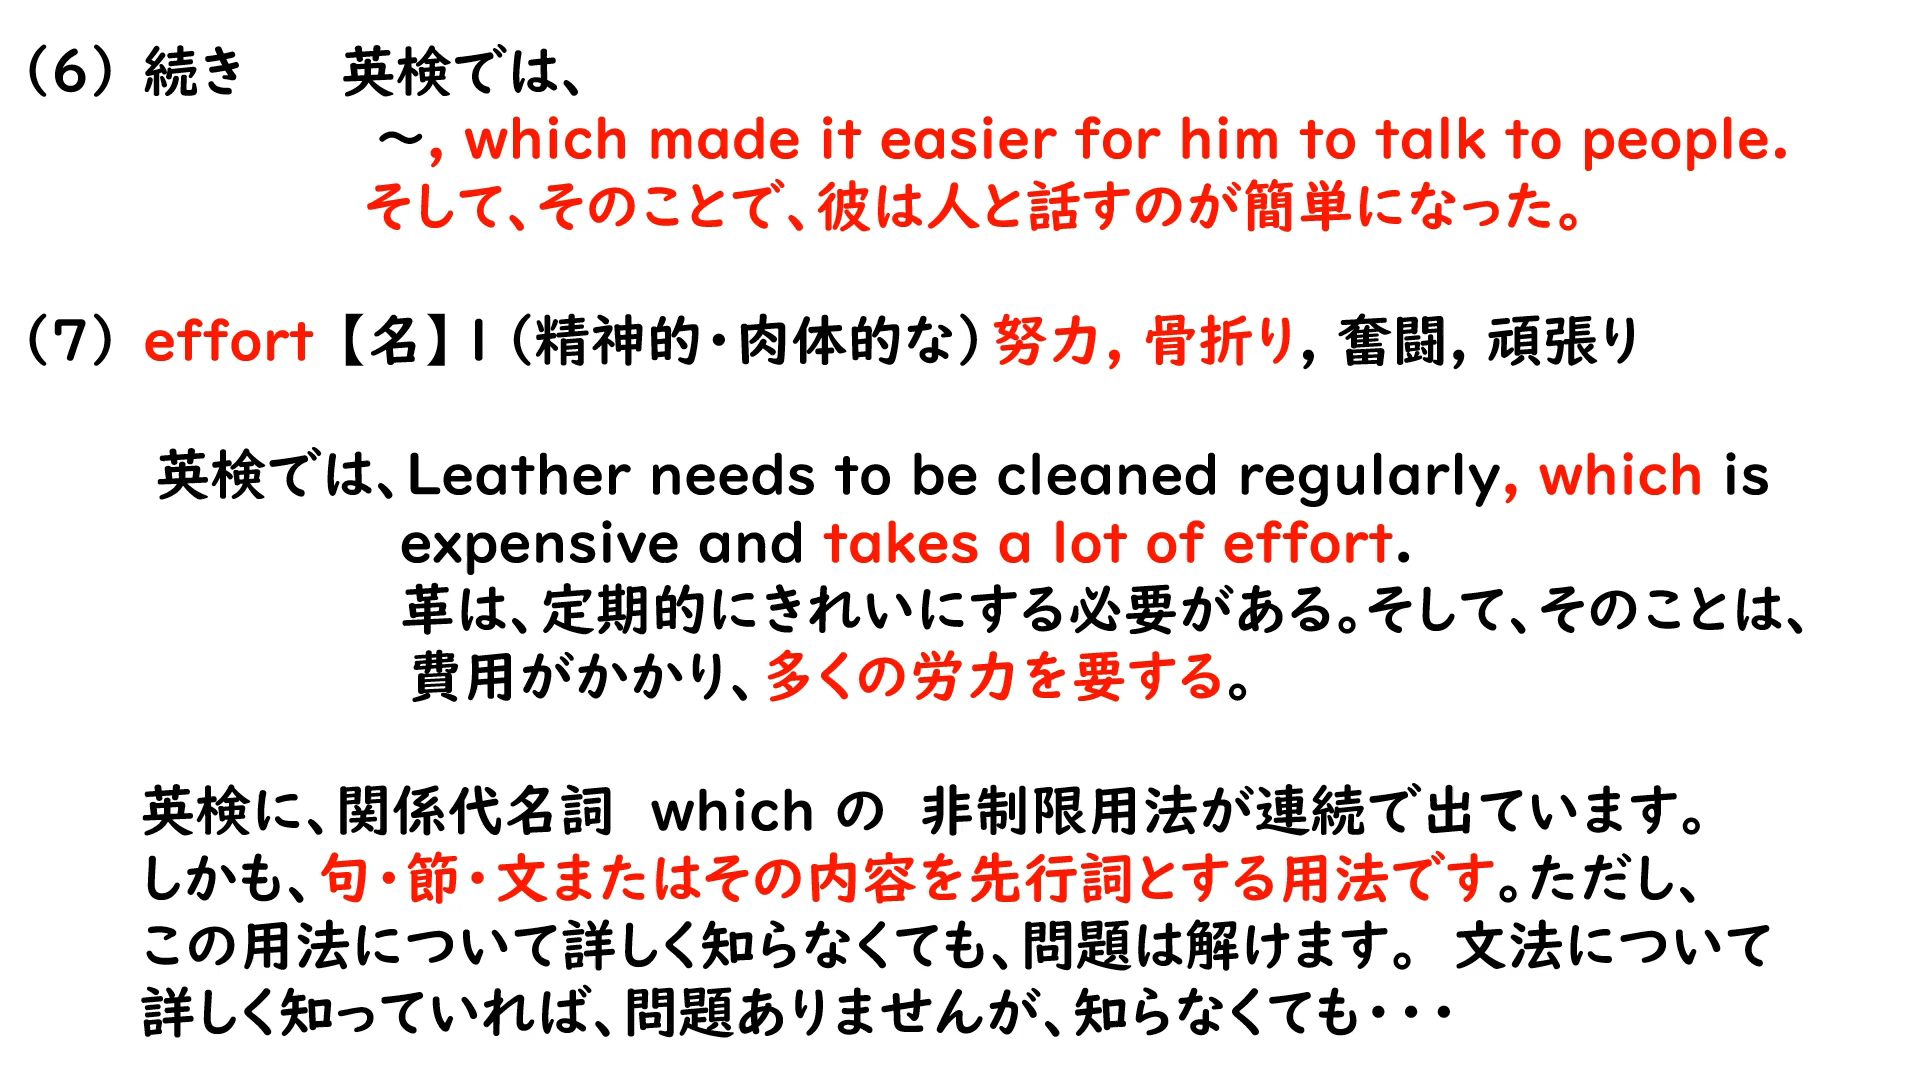 （6）続き　英検では、
～, which made it easier for him to talk to people.
そして、そのことで、彼は人と話すのが簡単になった。
（7）effort【名】1（精神的・肉体的な）努力, 骨折り, 奮闘, 頑張り
英検では、Leather needs to be cleaned regularly, which is
expensive and takes a lot of effort.
革は、定期的にきれいにする必要がある。そして、そのことは、
費用がかかり、多くの労力を要する。
英検に、関係代名詞 which の 非制限用法が連続で出ています。
しかも、句・節・文またはその内容を先行詞とする用法です。ただし、
この用法について詳しく知らなくても、問題は解けます。 文法について
詳しく知っていれば、問題ありませんが、知らなくても・・・